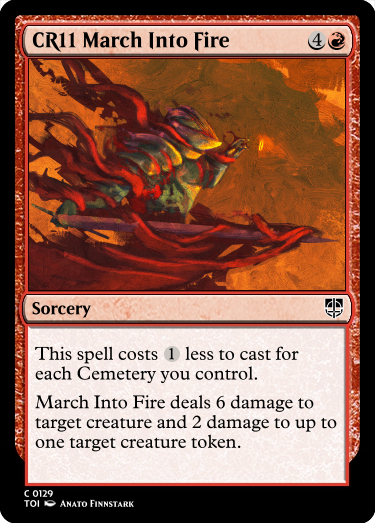 CR11 March Into Fire 4
Sorcery
This spell costs 1 less to cast for
each Cemetery you control.
March Into Fire deals 6 damage to
target creature and 2 damage to up to
one target creature token.
C 0129
TOI Anato Finnstark